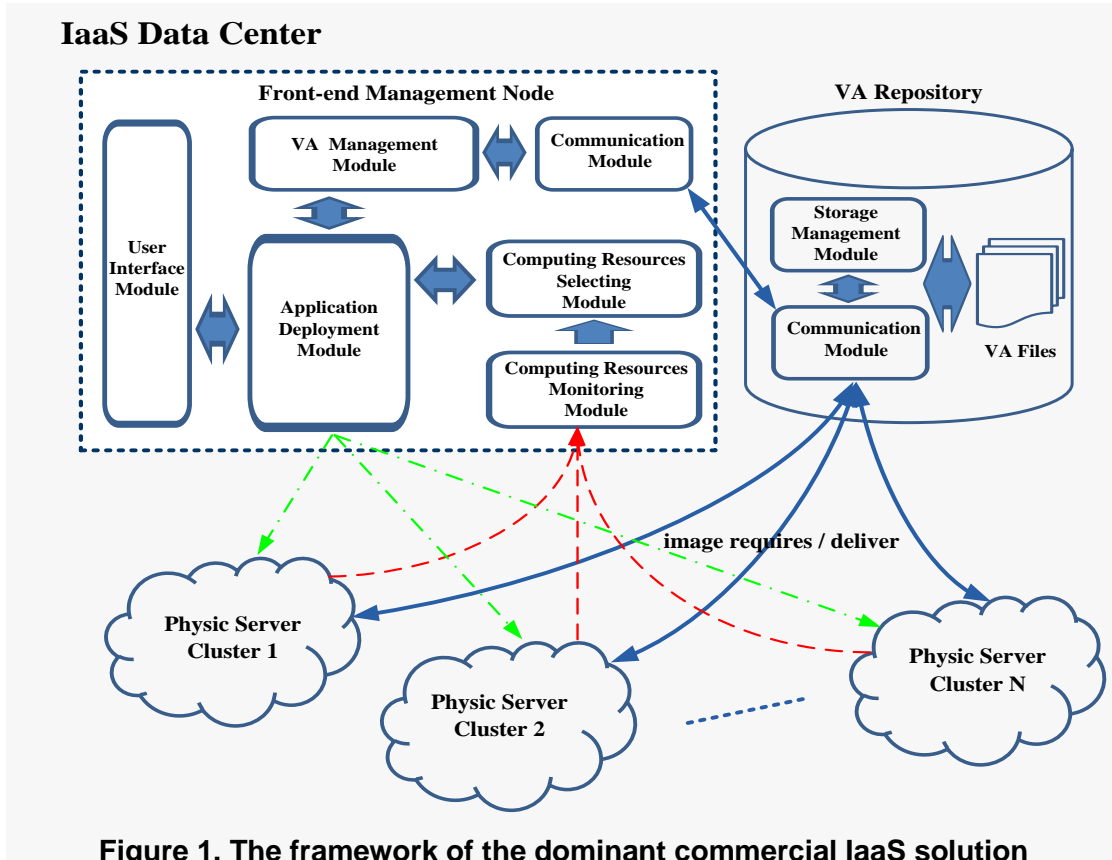 IaaS Data Center
Front-end Management Node
VA Repository
VA Management
Module
Communication
Module
User
Interface
Module
Application
Deployment
Module
Computing Resources
Selecting
Module
Computing Resources
Monitoring
Module
Storage
Management
Module
Communication
Module
VA Files
image requires / deliver
Physic Server
Cluster 1
Physic Server
Cluster 2
Physic Server
Cluster N
Figure 1. The framework of the dominant commercial IaaS solution